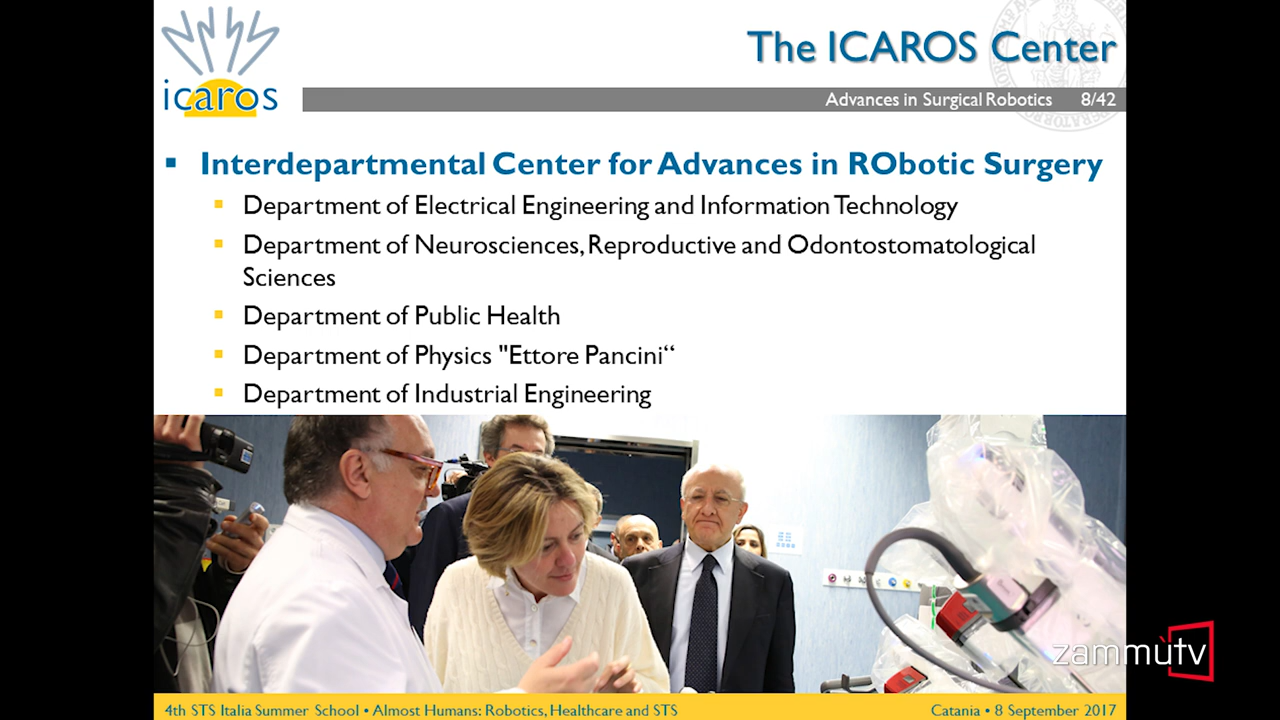 icaros
The ICAROS Center
Advances in Surgical Robotics 8/42
Interdepartmental Center for Advances in RObotic Surgery
Department of Electrical Engineering and Information Technology
Department of Neurosciences, Reproductive and Odontostomatological
Sciences
Department of Public Health
Department of Physics "Ettore Pancini“
Department of Industrial Engineering
zammùtv
4th STS Italia Summer School • Almost Humans: Robotics, Healthcare and STS
Catania • 8 September 2017